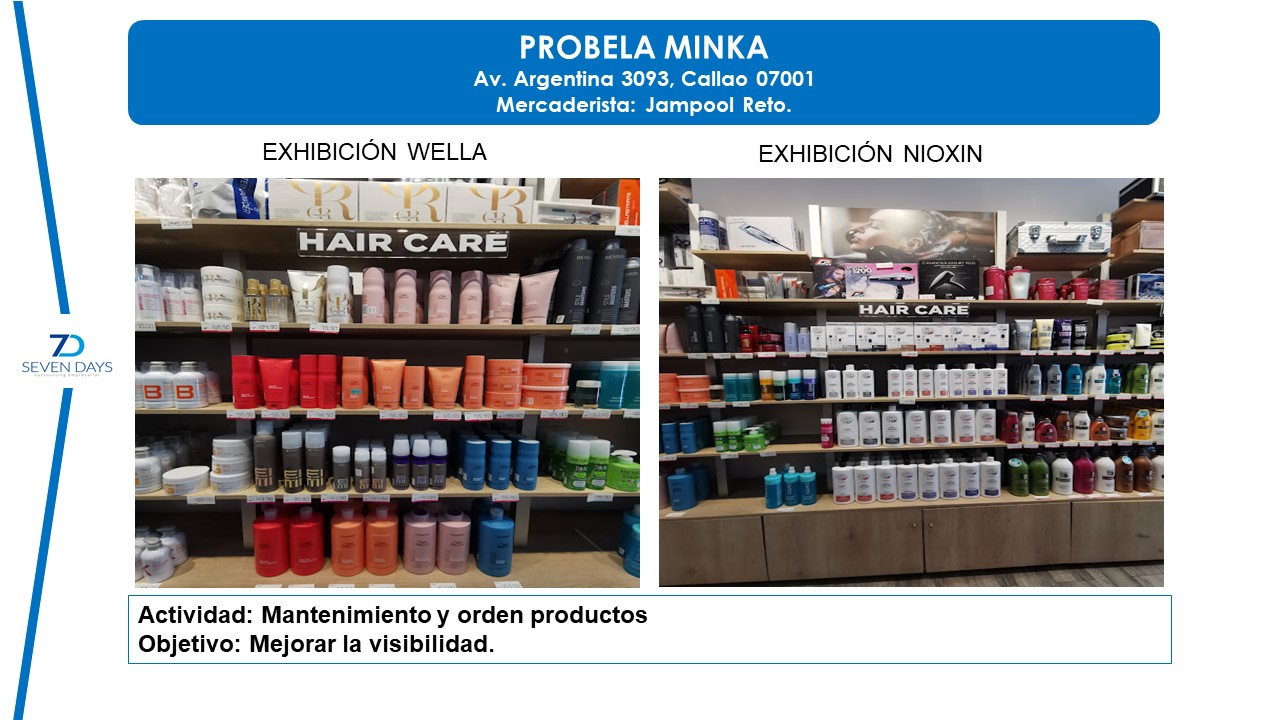 PROBELA MINKA
Av. Argentina 3093, Callao 07001
Mercaderista: Jampool Reto.
EXHIBICIÓN WELLA
EXHIBICIÓN NIOXIN
HAIR CARE
HAIR CARE
B B
7D
SEVEN DAYS
Actividad: Mantenimiento y orden productos
Objetivo: Mejorar la visibilidad.